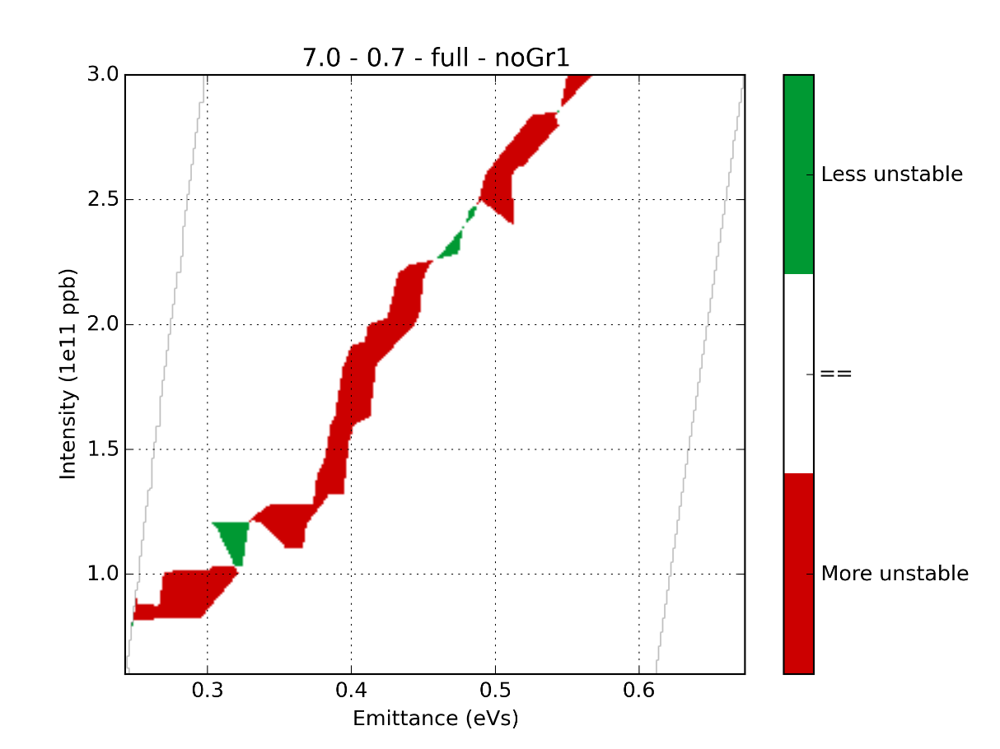 7.0 - 0.7 - full - noGr1
3.0
2.5
2.0
1.5
1.0
Intensity (1e11 ppb)
0.3 0.4 0.5 0.6
Emittance (eVs)
Less unstable
==
More unstable